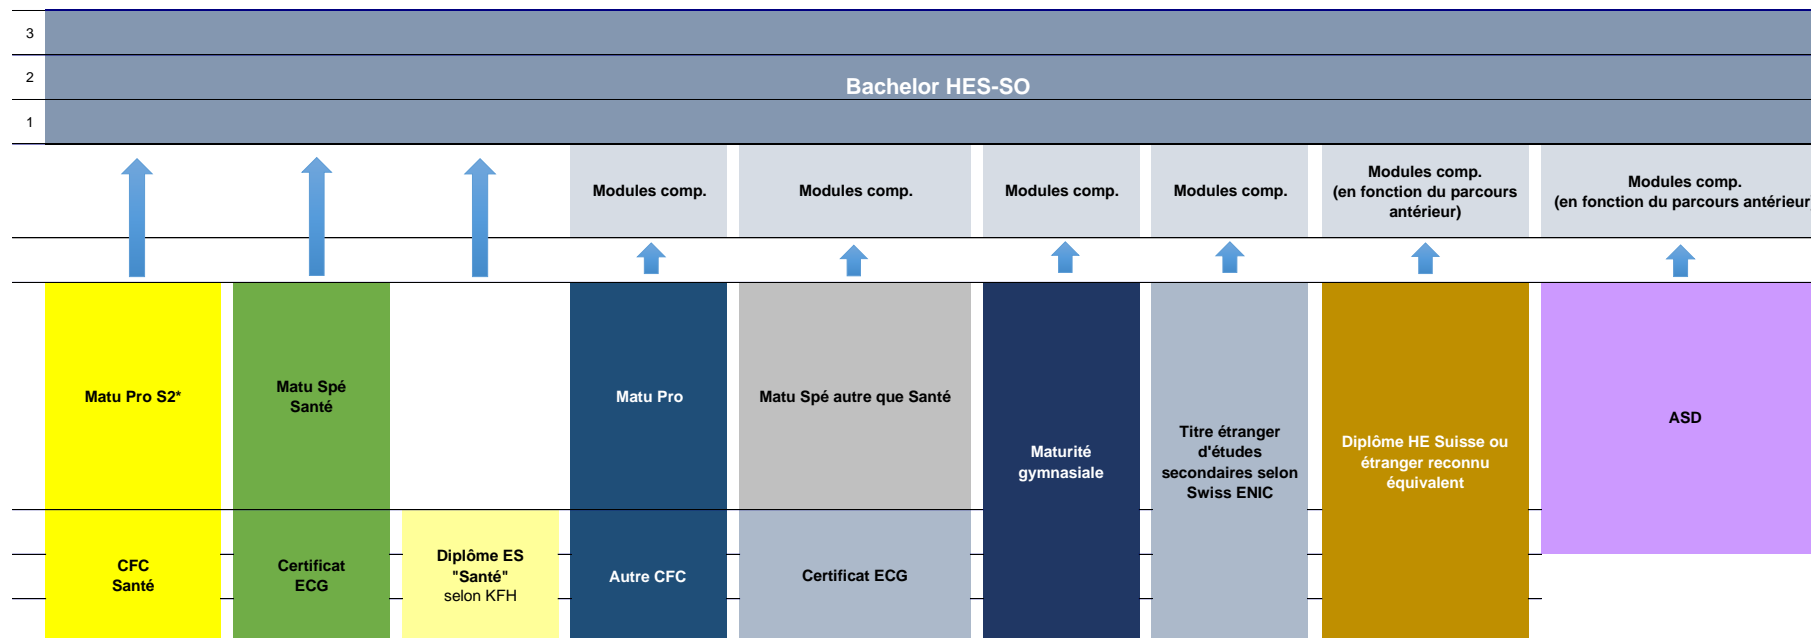 3
2
Bachelor HES-SO
1
Modules comp.
Modules comp.
Modules comp.
Modules comp.
Modules comp.
(en fonction du parcours
antérieur)
Modules comp.
(en fonction du parcours antérieur
Matu Pro S2*
Matu Spé
Santé
Matu Pro
Matu Spé autre que Santé
Maturité
gymnasiale
Titre étranger
d'études
secondaires selon
Swiss ENIC
Diplôme HE Suisse ou
étranger reconnu
équivalent
ASD
CFC
Santé
Certificat
ECG
Diplôme ES
"Santé"
selon KFH
Autre CFC
Certificat ECG